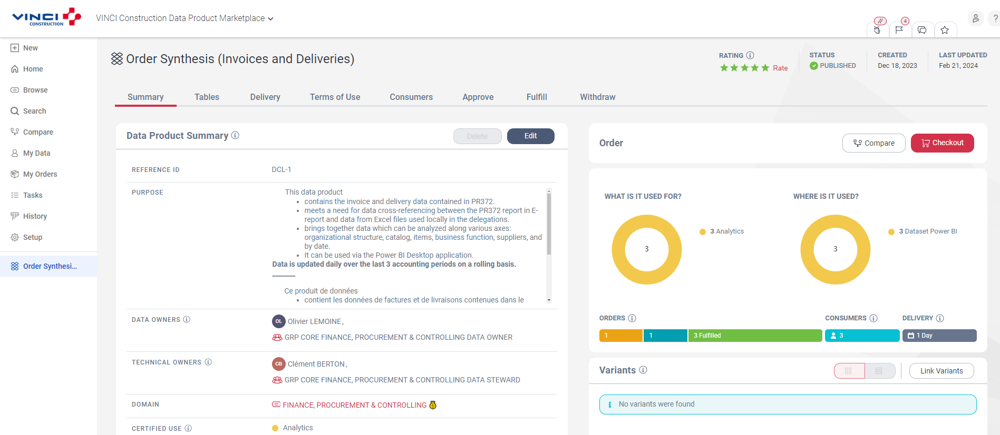 VINCI
CONSTRUCTION
VINCI Construction Data Product Marketplace
4
?
New
Home
Browse
Search
Compare
My Data
My Orders
Tasks
History
Setup
Order Synthesi...
Order Synthesis (Invoices and Deliveries)
RATING
Rate
STATUS
PUBLISHED
CREATED
Dec 18, 2023
LAST UPDATED
Feb 21, 2024
Summary
Tables
Delivery
Terms of Use
Consumers
Approve
Fulfill
Withdraw
Data Product Summary
Delete
Edit
REFERENCE ID
DCL-1
PURPOSE
This data product
• contains the invoice and delivery data contained in PR372.
• meets a need for data cross-referencing between the PR372 report in E-
report and data from Excel files used locally in the delegations.
• brings together data which can be analyzed along various axes:
organizational structure, catalog, items, business function, suppliers, and
by date.
• It can be used via the Power BI Desktop application.
Data is updated daily over the last 3 accounting periods on a rolling basis.
______
Ce produit de données
• contient les données de factures et de livraisons contenues dans le
DATA OWNERS
OL Olivier LEMOINE,
GRP CORE FINANCE, PROCUREMENT & CONTROLLING DATA OWNER
TECHNICAL OWNERS
CB Clément BERTON,
GRP CORE FINANCE, PROCUREMENT & CONTROLLING DATA STEWARD
DOMAIN
FINANCE, PROCUREMENT & CONTROLLING
CERTIFIED USE
Analytics
Order
Compare
Checkout
WHAT IS IT USED FOR?
3
3 Analytics
WHERE IS IT USED?
3
3 Dataset Power BI
ORDERS
1
1
3 Fulfilled
CONSUMERS
3
DELIVERY
1 Day
Variants
Link Variants
No variants were found